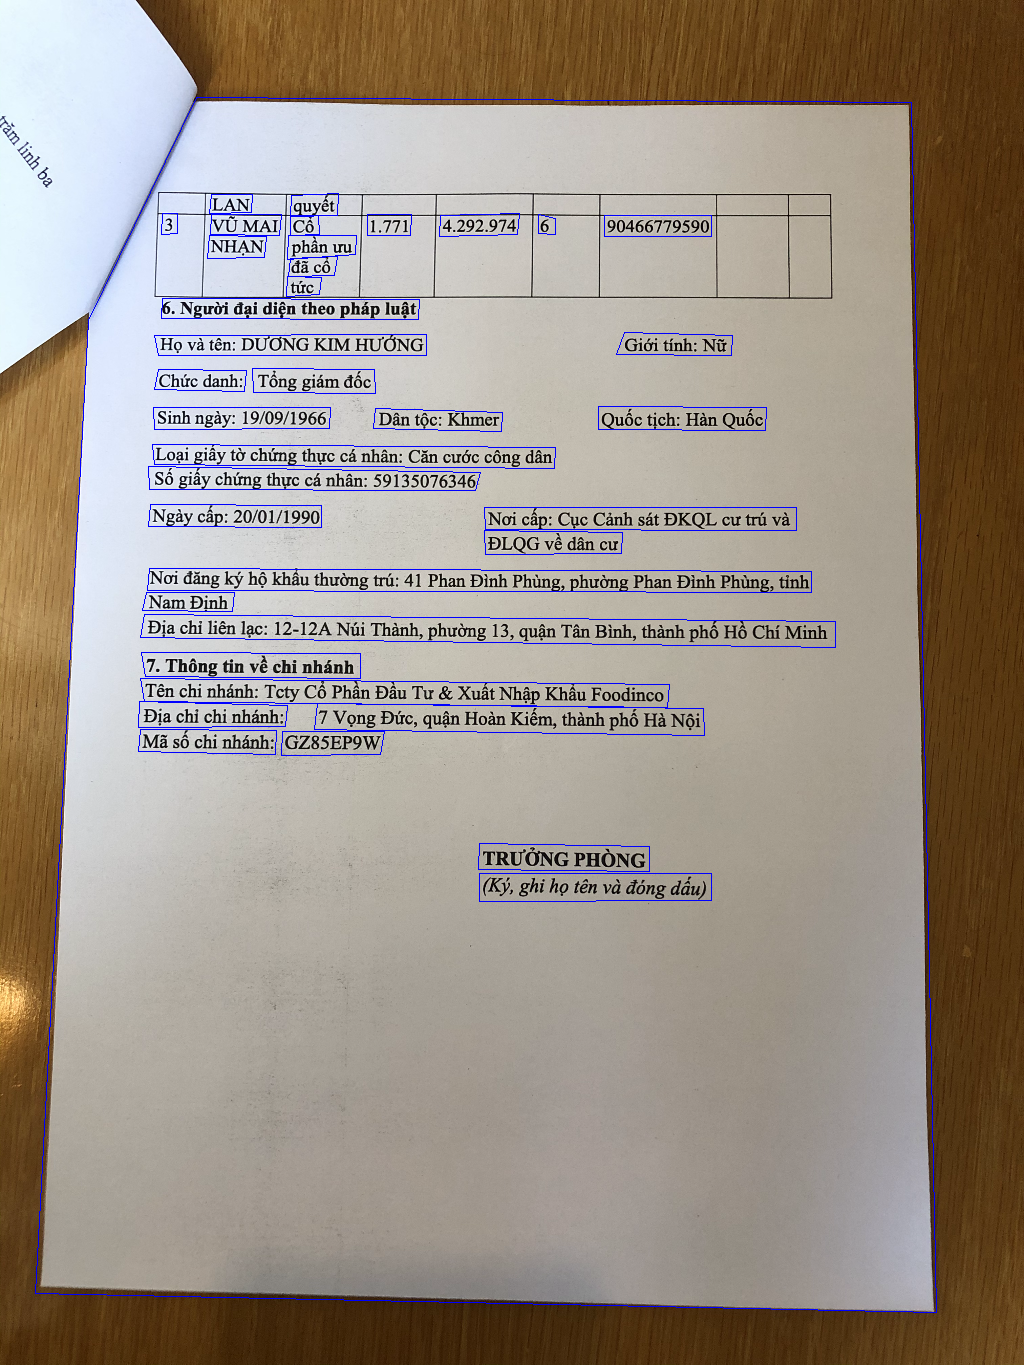 trăm linh ba
LAN quyết
3 VŨ MAI NHẠN Cổ phần ưu đã cổ tức 1.771 4.292.974 6 90466779590
6. Người đại diện theo pháp luật
Họ và tên: DƯƠNG KIM HƯỚNG Giới tính: Nữ
Chức danh: Tổng giám đốc
Sinh ngày: 19/09/1966 Dân tộc: Khmer Quốc tịch: Hàn Quốc
Loại giấy tờ chứng thực cá nhân: Căn cước công dân
Số giấy chứng thực cá nhân: 59135076346
Ngày cấp: 20/01/1990 Nơi cấp: Cục Cảnh sát ĐKQL cư trú và
ĐLQG về dân cư
Nơi đăng ký hộ khẩu thường trú: 41 Phan Đình Phùng, phường Phan Đình Phùng, tỉnh
Nam Định
Địa chỉ liên lạc: 12-12A Núi Thành, phường 13, quận Tân Bình, thành phố Hồ Chí Minh
7. Thông tin về chi nhánh
Tên chi nhánh: Tcty Cổ Phần Đầu Tư & Xuất Nhập Khẩu Foodinco
Địa chỉ chi nhánh: 7 Vọng Đức, quận Hoàn Kiếm, thành phố Hà Nội
Mã số chi nhánh: GZ85EP9W
TRƯỞNG PHÒNG
(Ký, ghi họ tên và đóng dấu)